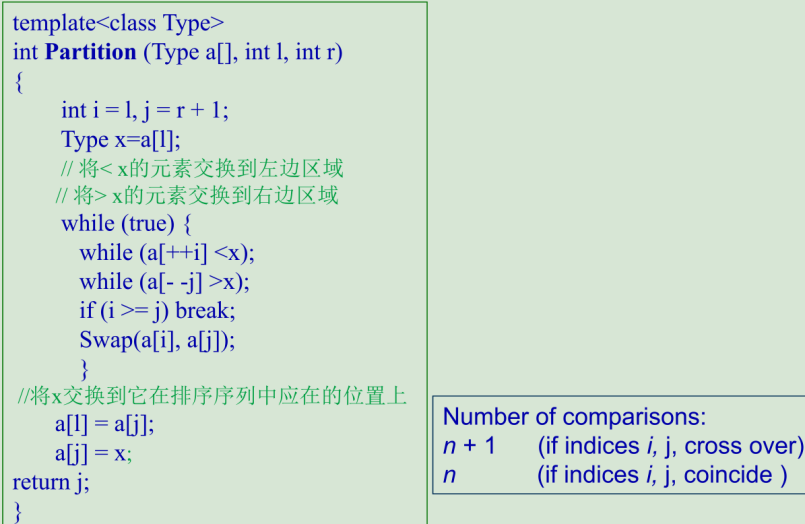 template<class Type>
int Partition (Type a[], int l, int r)
{
int i = l, j = r + 1;
Type x=a[l];
// 将< x的元素交换到左边区域
// 将> x的元素交换到右边区域
while (true) {
while (a[++i] <x);
while (a[- -j] >x);
if (i >= j) break;
Swap(a[i], a[j]);
}
//将x交换到它在排序序列中应在的位置上
a[l] = a[j];
a[j] = x;
return j;
}
Number of comparisons:
n + 1 (if indices i, j, cross over)
n (if indices i, j, coincide )